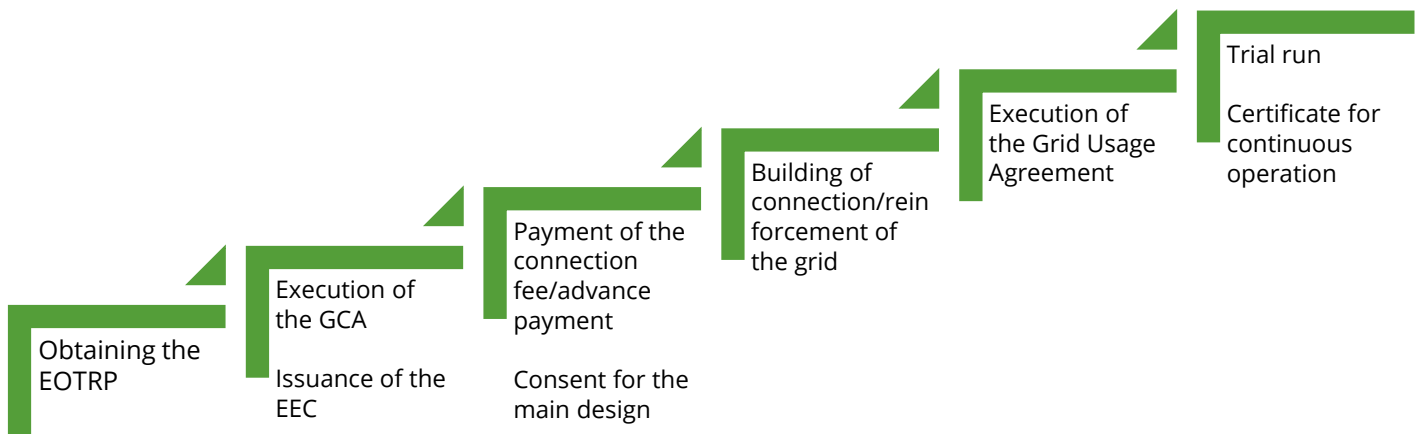 Obtaining the
EOTRP
Execution of
the GCA
Issuance of the
EEC
Payment of the
connection
fee/advance
payment
Consent for the
main design
Building of
connection/rein
forcement of
the grid
Execution of
the Grid Usage
Agreement
Trial run
Certificate for
continuous
operation